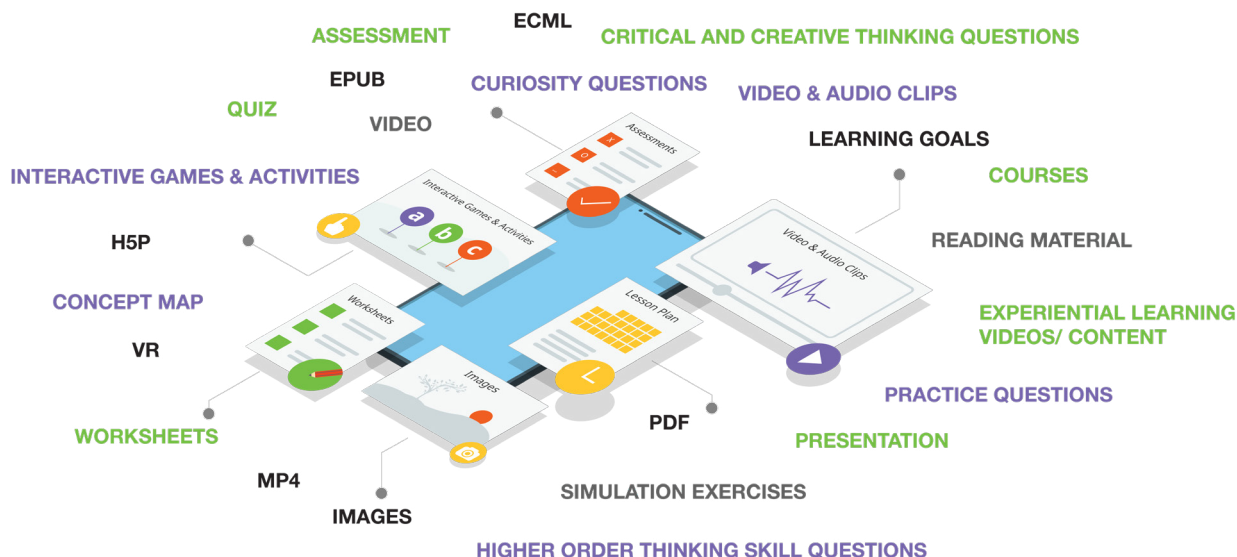 ECML
ASSESSMENT
CRITICAL AND CREATIVE THINKING QUESTIONS
EPUB
CURIOSITY QUESTIONS
VIDEO & AUDIO CLIPS
QUIZ
VIDEO
Assessments
X
O
LEARNING GOALS
INTERACTIVE GAMES & ACTIVITIES
COURSES
Interactive Games & Activities
a
b
c
H5P
Video & Audio Clips
READING MATERIAL
CONCEPT MAP
Worksheets
Lesson Plan
EXPERIENTIAL LEARNING
VIDEOS/ CONTENT
VR
Images
PRACTICE QUESTIONS
WORKSHEETS
PDF
PRESENTATION
MP4
SIMULATION EXERCISES
IMAGES
HIGHER ORDER THINKING SKILL QUESTIONS